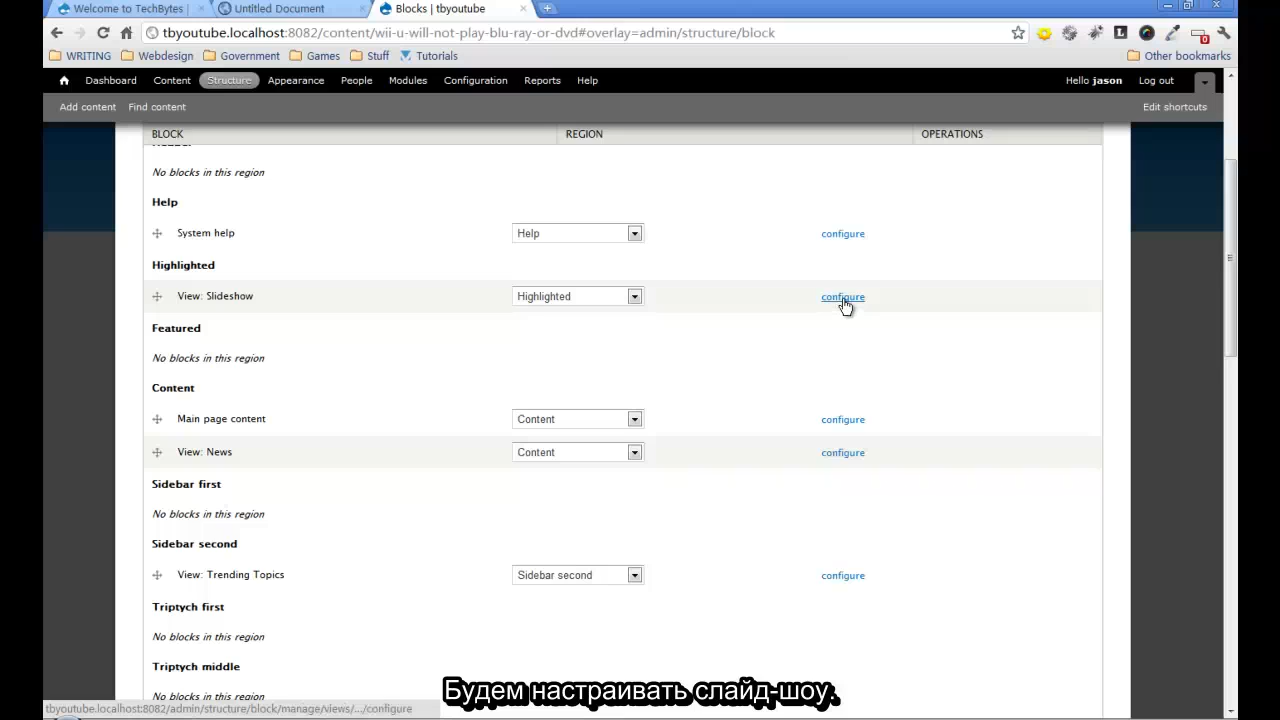 Welcome to TechBytes |
Untitled Document
Blocks | tbyoutube
tbyoutube.localhost:8082/content/wii-u-will-not-play-blu-ray-or-dvd#overlay=admin/structure/block
WRITING Webdesign Government Games Stuff Tutorials Other bookmarks
Dashboard Content Structure Appearance People Modules Configuration Reports Help Hello jason Log out
Add content Find content Edit shortcuts
BLOCK REGION OPERATIONS
No blocks in this region
Help
System help Help configure
Highlighted
View: Slideshow Highlighted configure
Featured
No blocks in this region
Content
Main page content Content configure
View: News Content configure
Sidebar first
No blocks in this region
Sidebar second
View: Trending Topics Sidebar second configure
Triptych first
No blocks in this region
Triptych middle
No blocks in this region
Будем настраивать слайд-шоу.
tbyoutube.localhost:8082/admin/structure/block/manage/views/.../configure